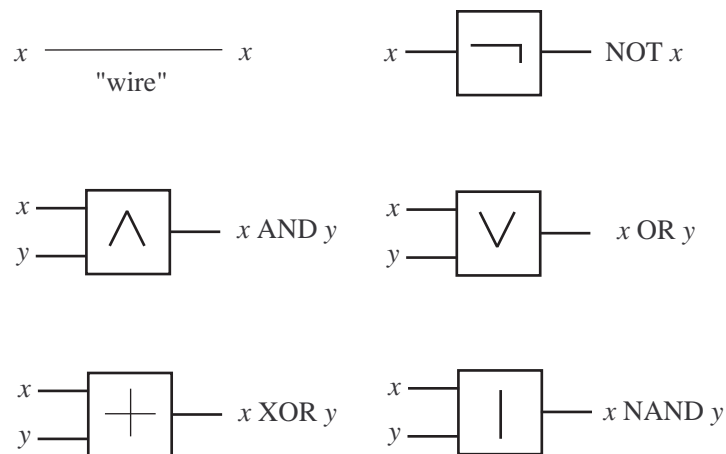 x x
"wire"
x ¬ NOT x
x
y
∧ x AND y
x
y
∨ x OR y
x
y
+ x XOR y
x
y
| x NAND y